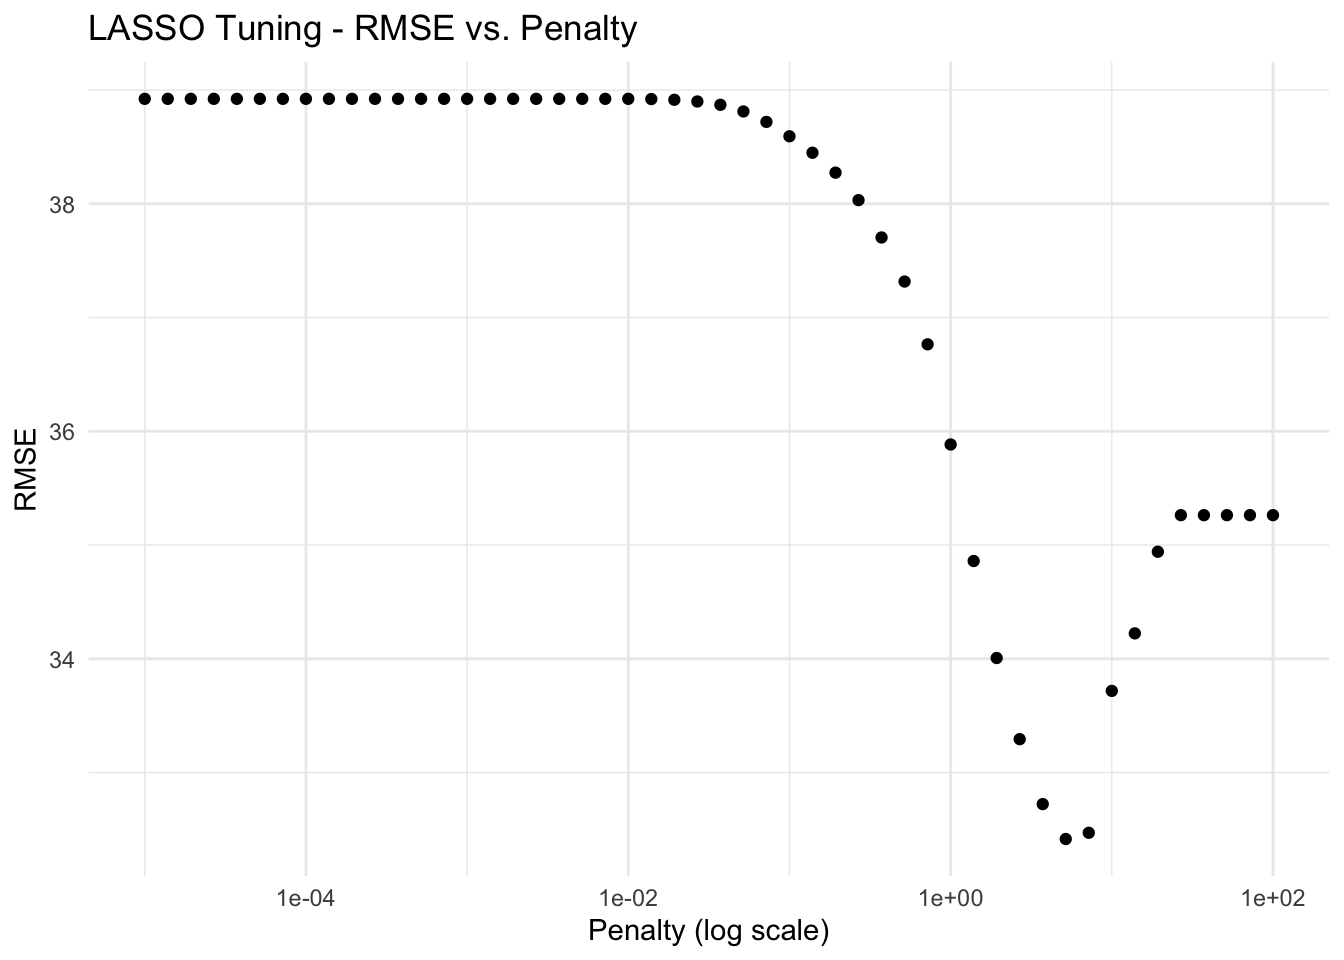 LASSO Tuning - RMSE vs. Penalty
38
36
34
RMSE
1e-04
1e-02
1e+00
1e+02
Penalty (log scale)